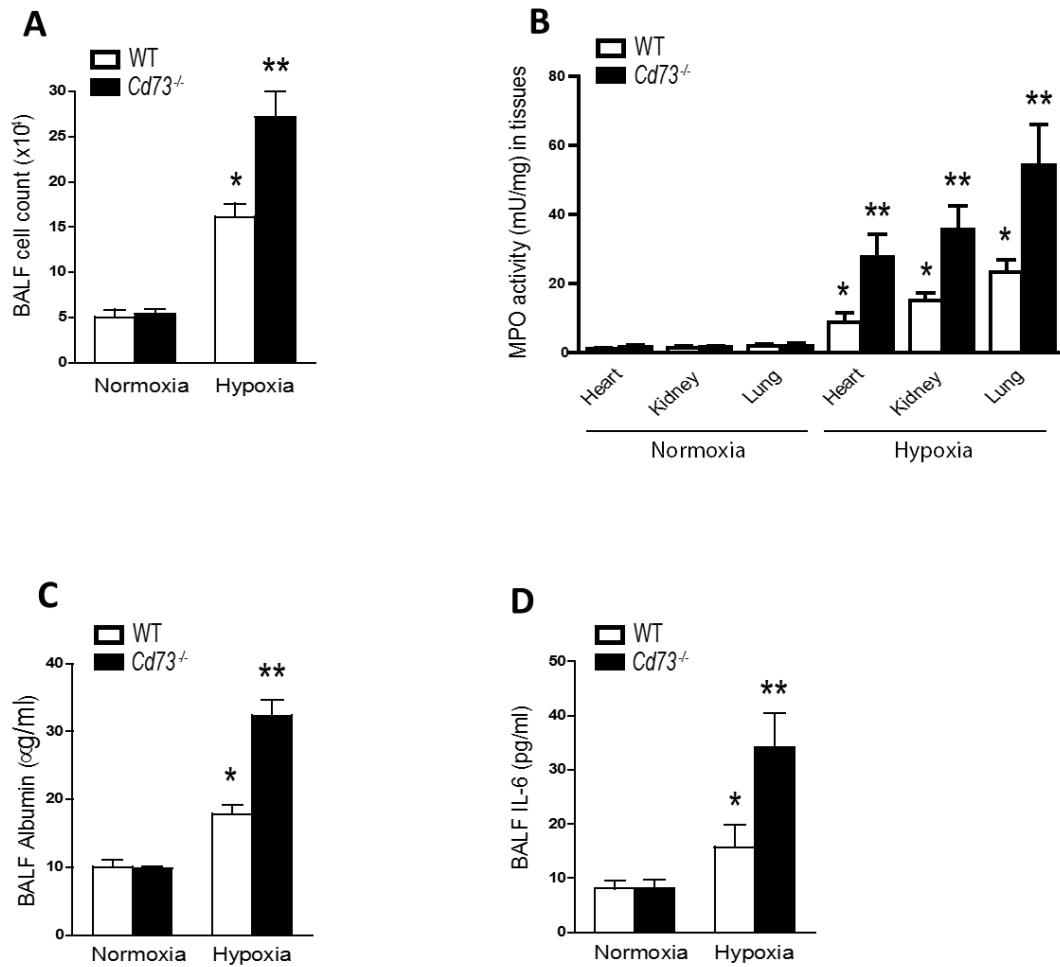 A
WT
Cd73-/-
BALF cell count (x10⁴)
30
25
20
15
10
5
0
*
**
Normoxia
Hypoxia
B
WT
Cd73-/-
MPO activity (mU/mg) in tissues
80
60
40
20
0
*
**
*
**
*
**
Heart
Kidney
Lung
Heart
Kidney
Lung
Normoxia
Hypoxia
C
WT
Cd73-/-
BALF Albumin (αg/ml)
40
30
20
10
0
*
**
Normoxia
Hypoxia
D
WT
Cd73-/-
BALF IL-6 (pg/ml)
50
40
30
20
10
0
*
**
Normoxia
Hypoxia